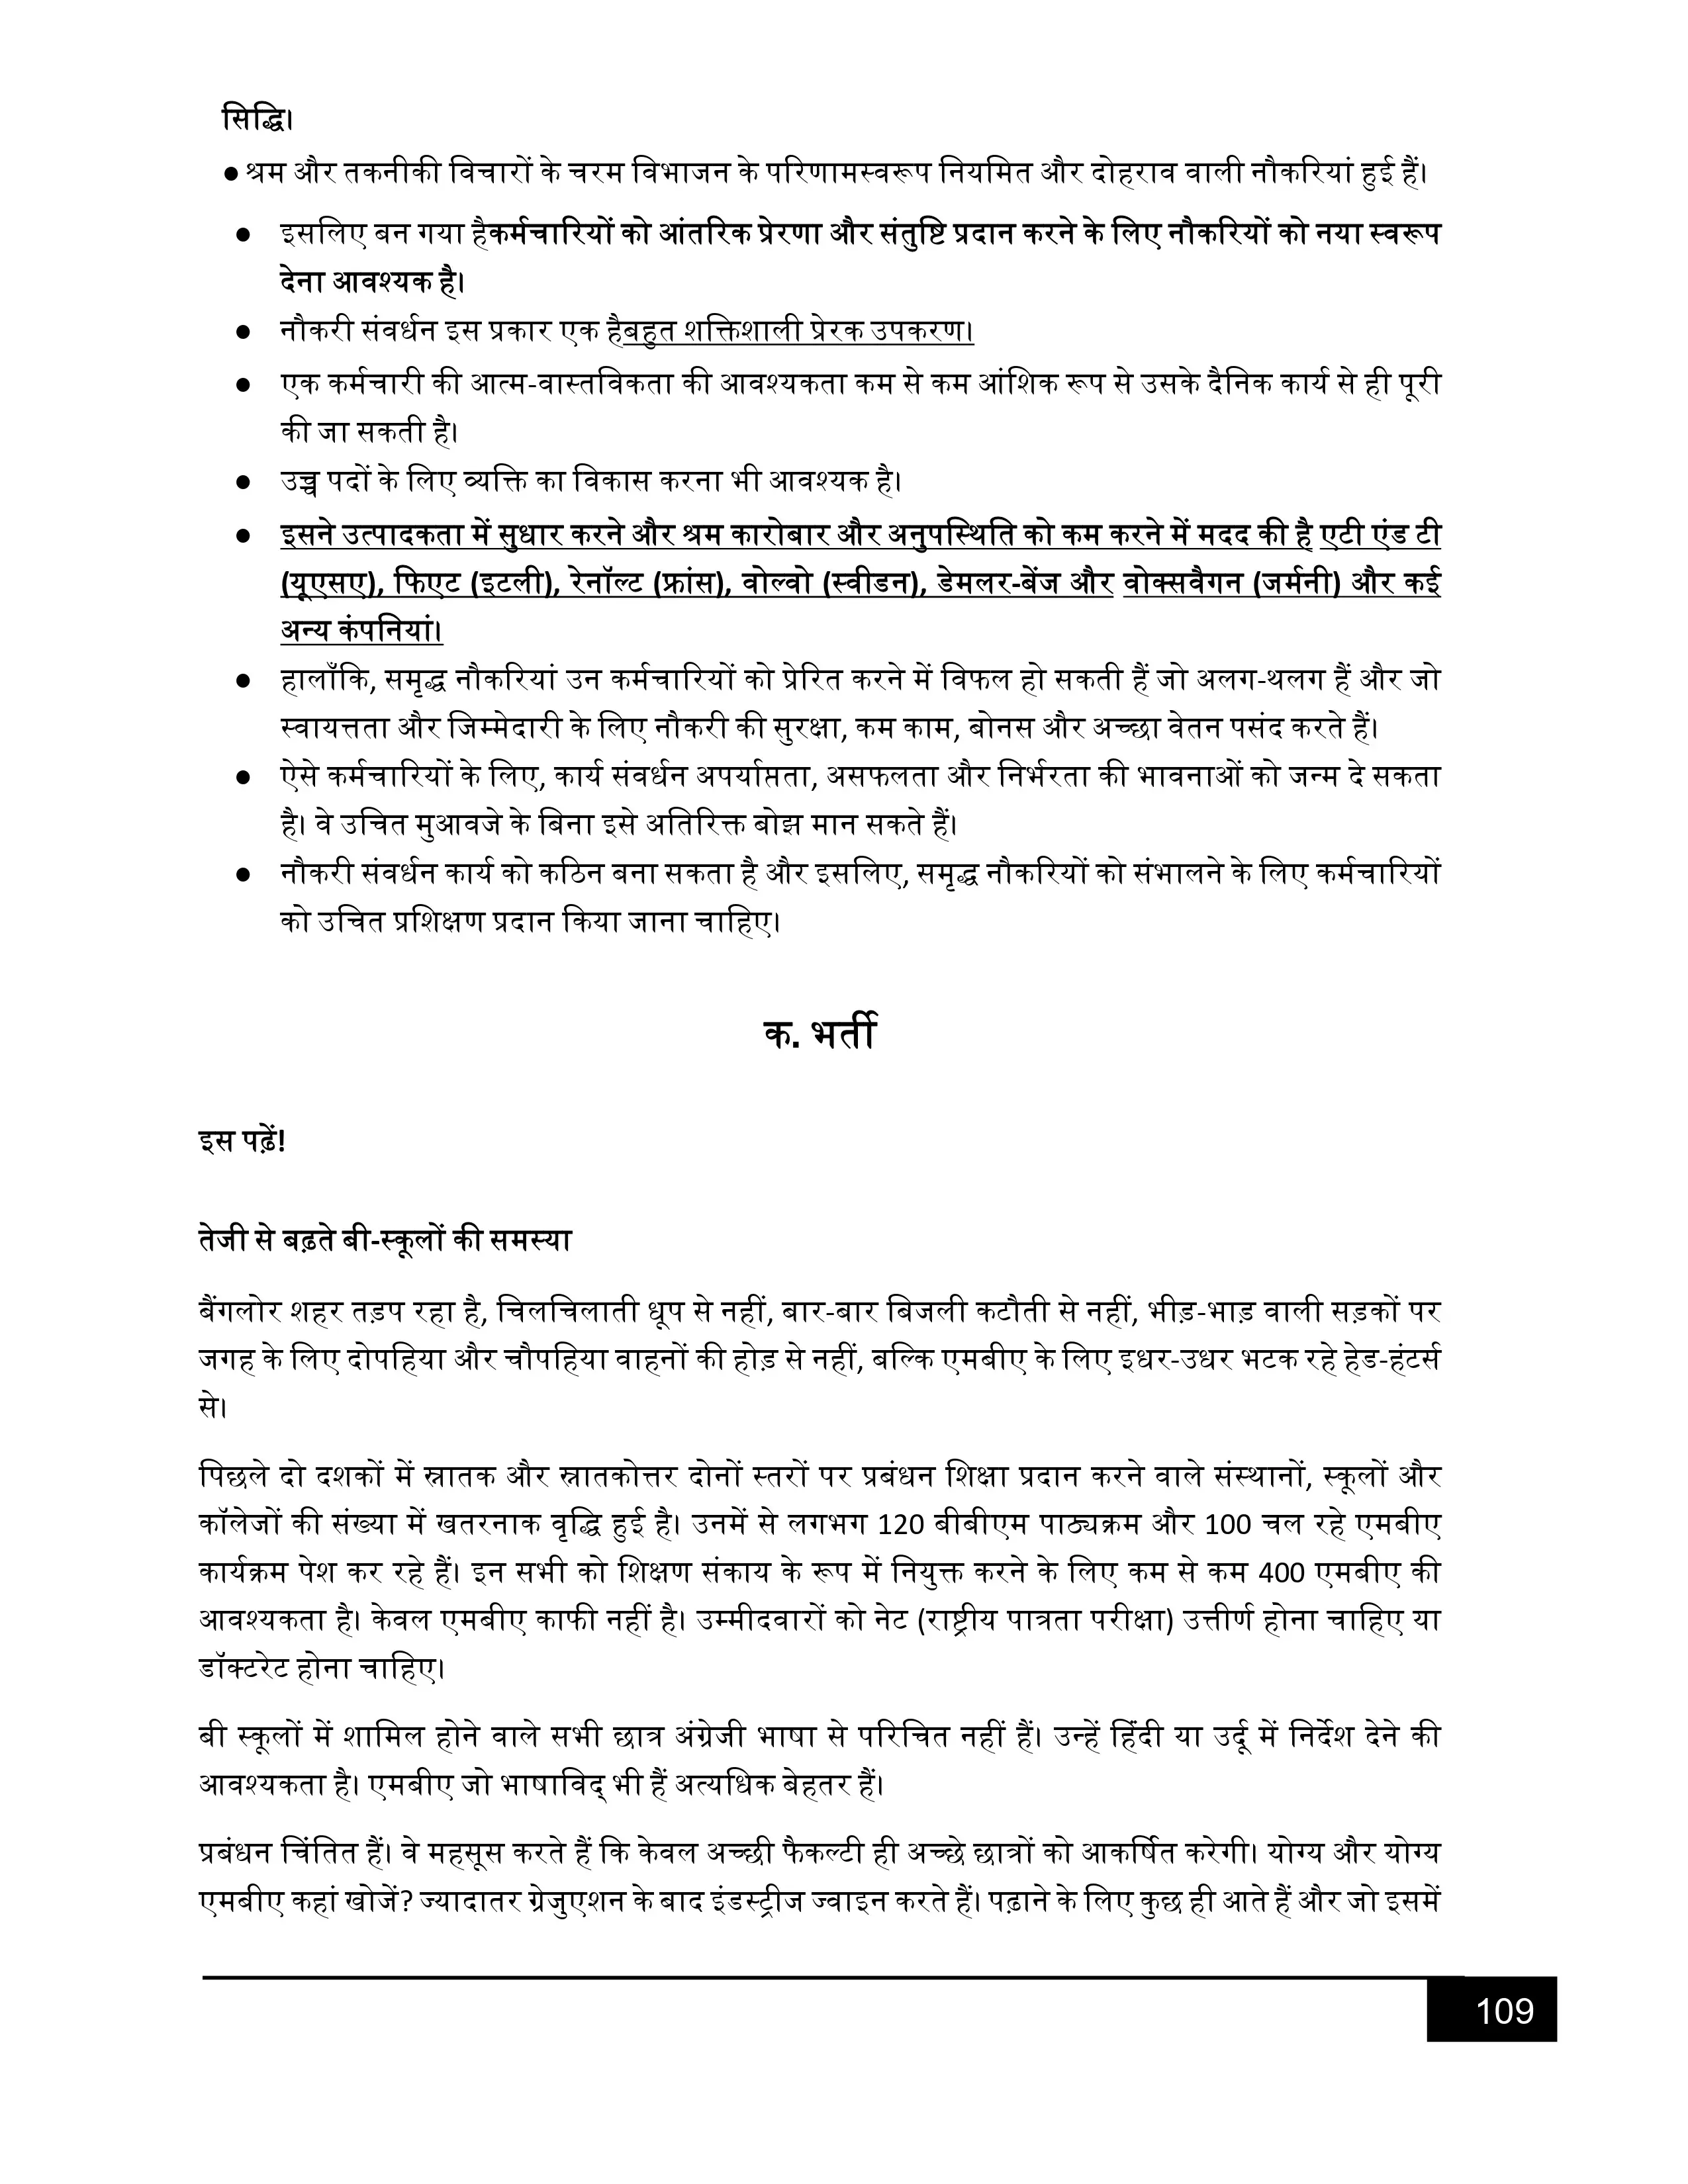 सिद्धि।
● श्रम और तकनीकी विचारों के चरम विभाजन के परिणामस्वरूप नियमित और दोहराव वाली नौकरियां हुई हैं।
● इसलिए बन गया हैकर्मचारियों को आंतरिक प्रेरणा और संतुष्टि प्रदान करने के लिए नौकरियों को नया स्वरूप
देना आवश्यक है।
● नौकरी संवर्धन इस प्रकार एक हैबहुत शक्तिशाली प्रेरक उपकरण।
● एक कर्मचारी की आत्म-वास्तविकता की आवश्यकता कम से कम आंशिक रूप से उसके दैनिक कार्य से ही पूरी
की जा सकती है।
● उच्च पदों के लिए व्यक्ति का विकास करना भी आवश्यक है।
● इसने उत्पादकता में सुधार करने और श्रम कारोबार और अनुपस्थिति को कम करने में मदद की है एटी एंड टी
(यूएसए), फिएट (इटली), रेनॉल्ट (फ्रांस), वोल्वो (स्वीडन), डेमलर-बेंज और वोक्सवैगन (जर्मनी) और कई
अन्य कंपनियां।
● हालाँकि, समृद्ध नौकरियां उन कर्मचारियों को प्रेरित करने में विफल हो सकती हैं जो अलग-थलग हैं और जो
स्वायत्तता और जिम्मेदारी के लिए नौकरी की सुरक्षा, कम काम, बोनस और अच्छा वेतन पसंद करते हैं।
● ऐसे कर्मचारियों के लिए, कार्य संवर्धन अपर्याप्तता, असफलता और निर्भरता की भावनाओं को जन्म दे सकता
है। वे उचित मुआवजे के बिना इसे अतिरिक्त बोझ मान सकते हैं।
● नौकरी संवर्धन कार्य को कठिन बना सकता है और इसलिए, समृद्ध नौकरियों को संभालने के लिए कर्मचारियों
को उचित प्रशिक्षण प्रदान किया जाना चाहिए।
क. भर्ती
इस पढ़ें!
तेजी से बढ़ते बी-स्कूलों की समस्या
बैंगलोर शहर तड़प रहा है, चिलचिलाती धूप से नहीं, बार-बार बिजली कटौती से नहीं, भीड़-भाड़ वाली सड़कों पर
जगह के लिए दोपहिया और चौपहिया वाहनों की होड़ से नहीं, बल्कि एमबीए के लिए इधर-उधर भटक रहे हेड-हंटर्स
से।
पिछले दो दशकों में स्नातक और स्नातकोत्तर दोनों स्तरों पर प्रबंधन शिक्षा प्रदान करने वाले संस्थानों, स्कूलों और
कॉलेजों की संख्या में खतरनाक वृद्धि हुई है। उनमें से लगभग 120 बीबीएम पाठ्यक्रम और 100 चल रहे एमबीए
कार्यक्रम पेश कर रहे हैं। इन सभी को शिक्षण संकाय के रूप में नियुक्त करने के लिए कम से कम 400 एमबीए की
आवश्यकता है। केवल एमबीए काफी नहीं है। उम्मीदवारों को नेट (राष्ट्रीय पात्रता परीक्षा) उत्तीर्ण होना चाहिए या
डॉक्टरेट होना चाहिए।
बी स्कूलों में शामिल होने वाले सभी छात्र अंग्रेजी भाषा से परिचित नहीं हैं। उन्हें हिंदी या उर्दू में निर्देश देने की
आवश्यकता है। एमबीए जो भाषाविद् भी हैं अत्यधिक बेहतर हैं।
प्रबंधन चिंतित हैं। वे महसूस करते हैं कि केवल अच्छी फैकल्टी ही अच्छे छात्रों को आकर्षित करेगी। योग्य और योग्य
एमबीए कहां खोजें? ज्यादातर ग्रेजुएशन के बाद इंडस्ट्रीज ज्वाइन करते हैं। पढ़ाने के लिए कुछ ही आते हैं और जो इसमें
109